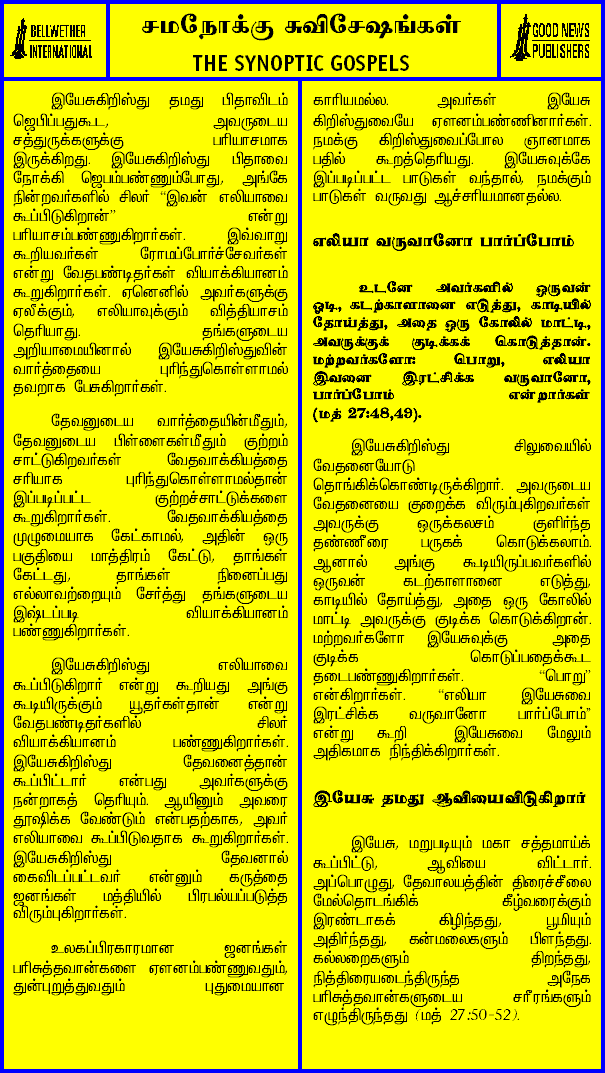 BELLWETHER
INTERNATIONAL
சமநோக்கு சுவிசேஷங்கள்
THE SYNOPTIC GOSPELS
GOOD NEWS
PUBLISHERS
இயேசுகிறிஸ்து தமது பிதாவிடம்
ஜெபிப்பதுகூட, அவருடைய
சத்துருக்களுக்கு பரியாசமாக
இருக்கிறது. இயேசுகிறிஸ்து பிதாவை
நோக்கி ஜெபம்பண்ணும்போது, அங்கே
நின்றவர்களில் சிலர் “இவன் எலியாவை
கூப்பிடுகிறான்” என்று
பரியாசம்பண்ணுகிறார்கள். இவ்வாறு
கூறியவர்கள் ரோமப்போர்ச்சேவர்கள்
என்று வேதபண்டிதர்கள் வியாக்கியானம்
கூறுகிறார்கள். ஏனெனில் அவர்களுக்கு
ஏலீக்கும், எலியாவுக்கும் வித்தியாசம்
தெரியாது. தங்களுடைய
அறியாமையினால் இயேசுகிறிஸ்துவின்
வார்த்தையை புரிந்துகொள்ளாமல்
தவறாக பேசுகிறார்கள்.
தேவனுடைய வார்த்தையின்மீதும்,
தேவனுடைய பிள்ளைகள்மீதும் குற்றம்
சாட்டுகிறவர்கள் வேதவாக்கியத்தை
சரியாக புரிந்துகொள்ளாமல்தான்
இப்படிப்பட்ட குற்றச்சாட்டுக்களை
கூறுகிறார்கள். வேதவாக்கியத்தை
முழுமையாக கேட்காமல், அதின் ஒரு
பகுதியை மாத்திரம் கேட்டு, தாங்கள்
கேட்டது, தாங்கள் நினைப்பது
எல்லாவற்றையும் சேர்த்து தங்களுடைய
இஷ்டப்படி வியாக்கியானம்
பண்ணுகிறார்கள்.
இயேசுகிறிஸ்து எலியாவை
கூப்பிடுகிறார் என்று கூறியது அங்கு
கூடியிருக்கும் யூதர்கள்தான் என்று
வேதபண்டிதர்களில் சிலர்
வியாக்கியானம் பண்ணுகிறார்கள்.
இயேசுகிறிஸ்து தேவனைத்தான்
கூப்பிட்டார் என்பது அவர்களுக்கு
நன்றாகத் தெரியும். ஆயினும் அவரை
தூஷிக்க வேண்டும் என்பதற்காக, அவர்
எலியாவை கூப்பிடுவதாக கூறுகிறார்கள்.
இயேசுகிறிஸ்து தேவனால்
கைவிடப்பட்டவர் என்னும் கருத்தை
ஜனங்கள் மத்தியில் பிரபல்யப்படுத்த
விரும்புகிறார்கள்.
உலகப்பிரகாரமான ஜனங்கள்
பரிசுத்தவான்களை ஏளனம்பண்ணுவதும்,
துன்புறுத்துவதும் புதுமையான
காரியமல்ல. அவர்கள் இயேசு
கிறிஸ்துவையே ஏளனம்பண்ணினார்கள்.
நமக்கு கிறிஸ்துவைப்போல ஞானமாக
பதில் கூறத்தெரியாது. இயேசுவுக்கே
இப்படிப்பட்ட பாடுகள் வந்தால், நமக்கும்
பாடுகள் வருவது ஆச்சரியமானதல்ல.
எலியா வருவானோ பார்ப்போம்
உடனே அவர்களில் ஒருவன்
ஓடி, கடற்காளானை எடுத்து, காடியில்
தோய்த்து, அதை ஒரு கோலில் மாட்டி,
அவருக்குக் குடிக்கக் கொடுத்தான்.
மற்றவர்களோ: பொறு, எலியா
இவனை இரட்சிக்க வருவானோ,
பார்ப்போம் என்றார்கள்
(மத் 27:48,49).
இயேசுகிறிஸ்து சிலுவையில்
வேதனையோடு
தொங்கிக்கொண்டிருக்கிறார். அவருடைய
வேதனையை குறைக்க விரும்புகிறவர்கள்
அவருக்கு ஒருக்கலசம் குளிர்ந்த
தண்ணீரை பருகக் கொடுக்கலாம்.
ஆனால் அங்கு கூடியிருப்பவர்களில்
ஒருவன் கடற்காளானை எடுத்து,
காடியில் தோய்த்து, அதை ஒரு கோலில்
மாட்டி அவருக்கு குடிக்க கொடுக்கிறான்.
மற்றவர்களோ இயேசுவுக்கு அதை
குடிக்க கொடுப்பதைக்கூட
தடைபண்ணுகிறார்கள். “பொறு”
என்கிறார்கள். “எலியா இயேசுவை
இரட்சிக்க வருவானோ பார்ப்போம்”
என்று கூறி இயேசுவை மேலும்
அதிகமாக நிந்திக்கிறார்கள்.
இயேசு தமது ஆவியைவிடுகிறார்
இயேசு, மறுபடியும் மகா சத்தமாய்க்
கூப்பிட்டு, ஆவியை விட்டார்.
அப்பொழுது, தேவாலயத்தின் திரைச்சீலை
மேல்தொடங்கிக் கீழ்வரைக்கும்
இரண்டாகக் கிழிந்தது, பூமியும்
அதிர்ந்தது, கன்மலைகளும் பிளந்தது.
கல்லறைகளும் திறந்தது,
நித்திரையடைந்திருந்த அநேக
பரிசுத்தவான்களுடைய சரீரங்களும்
எழுந்திருந்தது (மத் 27:50-52).